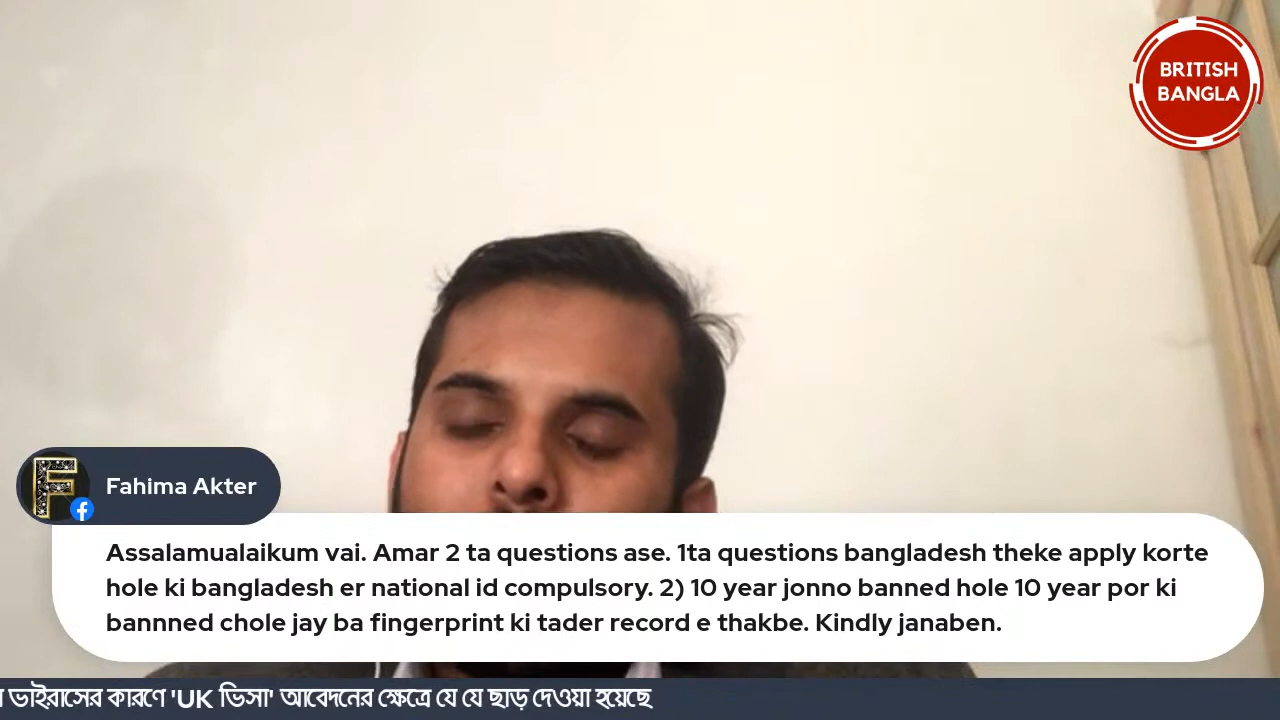 BRITISH
BANGLA
Fahima Akter
Assalamualaikum vai. Amar 2 ta questions ase. 1ta questions bangladesh theke apply korte
hole ki bangladesh er national id compulsory. 2) 10 year jonno banned hole 10 year por ki
bannned chole jay ba fingerprint ki tader record e thakbe. Kindly janaben.
ভাইরাসের কারণে 'UK ভিসা' আবেদনের ক্ষেত্রে যে যে ছাড় দেওয়া হয়েছে